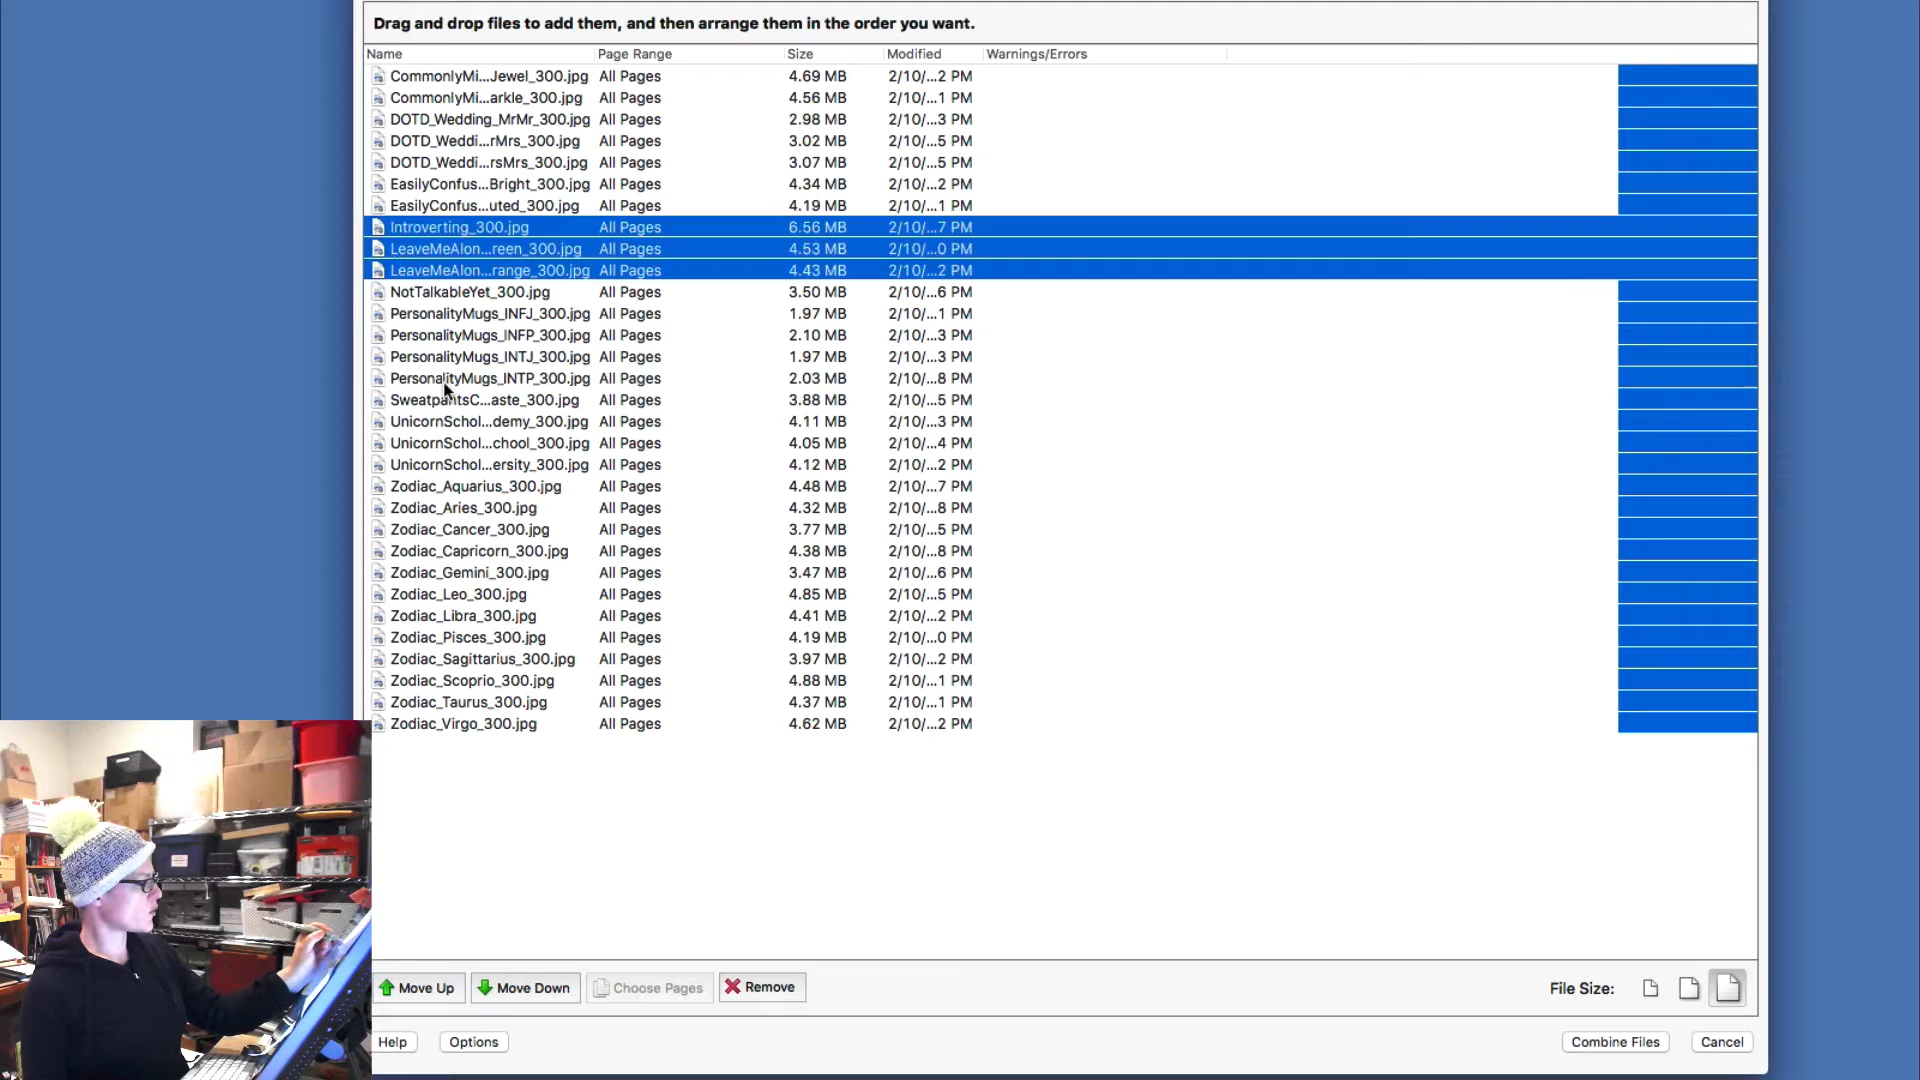 Drag and drop files to add them, and then arrange them in the order you want.
Name Page Range Size Modified Warnings/Errors
CommonlyMi...Jewel_300.jpg All Pages 4.69 MB 2/10/...2 PM
CommonlyMi...arkle_300.jpg All Pages 4.56 MB 2/10/...1 PM
DOTD_Wedding_MrMr_300.jpg All Pages 2.98 MB 2/10/...3 PM
DOTD_Weddi...rMrs_300.jpg All Pages 3.02 MB 2/10/...5 PM
DOTD_Weddi...rsMrs_300.jpg All Pages 3.07 MB 2/10/...5 PM
EasilyConfus...Bright_300.jpg All Pages 4.34 MB 2/10/...2 PM
EasilyConfus...uted_300.jpg All Pages 4.19 MB 2/10/...1 PM
Introverting_300.jpg All Pages 6.56 MB 2/10/...7 PM
LeaveMeAlon...reen_300.jpg All Pages 4.53 MB 2/10/...0 PM
LeaveMeAlon...range_300.jpg All Pages 4.43 MB 2/10/...2 PM
NotTalkableYet_300.jpg All Pages 3.50 MB 2/10/...6 PM
PersonalityMugs_INFJ_300.jpg All Pages 1.97 MB 2/10/...1 PM
PersonalityMugs_INFP_300.jpg All Pages 2.10 MB 2/10/...3 PM
PersonalityMugs_INTJ_300.jpg All Pages 1.97 MB 2/10/...3 PM
PersonalityMugs_INTP_300.jpg All Pages 2.03 MB 2/10/...8 PM
SweatpantsC...aste_300.jpg All Pages 3.88 MB 2/10/...5 PM
UnicornSchol...demy_300.jpg All Pages 4.11 MB 2/10/...3 PM
UnicornSchol...chool_300.jpg All Pages 4.05 MB 2/10/...4 PM
UnicornSchol...ersity_300.jpg All Pages 4.12 MB 2/10/...2 PM
Zodiac_Aquarius_300.jpg All Pages 4.48 MB 2/10/...7 PM
Zodiac_Aries_300.jpg All Pages 4.32 MB 2/10/...8 PM
Zodiac_Cancer_300.jpg All Pages 3.77 MB 2/10/...5 PM
Zodiac_Capricorn_300.jpg All Pages 4.38 MB 2/10/...8 PM
Zodiac_Gemini_300.jpg All Pages 3.47 MB 2/10/...6 PM
Zodiac_Leo_300.jpg All Pages 4.85 MB 2/10/...5 PM
Zodiac_Libra_300.jpg All Pages 4.41 MB 2/10/...2 PM
Zodiac_Pisces_300.jpg All Pages 4.19 MB 2/10/...0 PM
Zodiac_Sagittarius_300.jpg All Pages 3.97 MB 2/10/...2 PM
Zodiac_Scoprio_300.jpg All Pages 4.88 MB 2/10/...1 PM
Zodiac_Taurus_300.jpg All Pages 4.37 MB 2/10/...1 PM
Zodiac_Virgo_300.jpg All Pages 4.62 MB 2/10/...2 PM
Move Up Move Down Choose Pages Remove File Size:
Help Options Combine Files Cancel